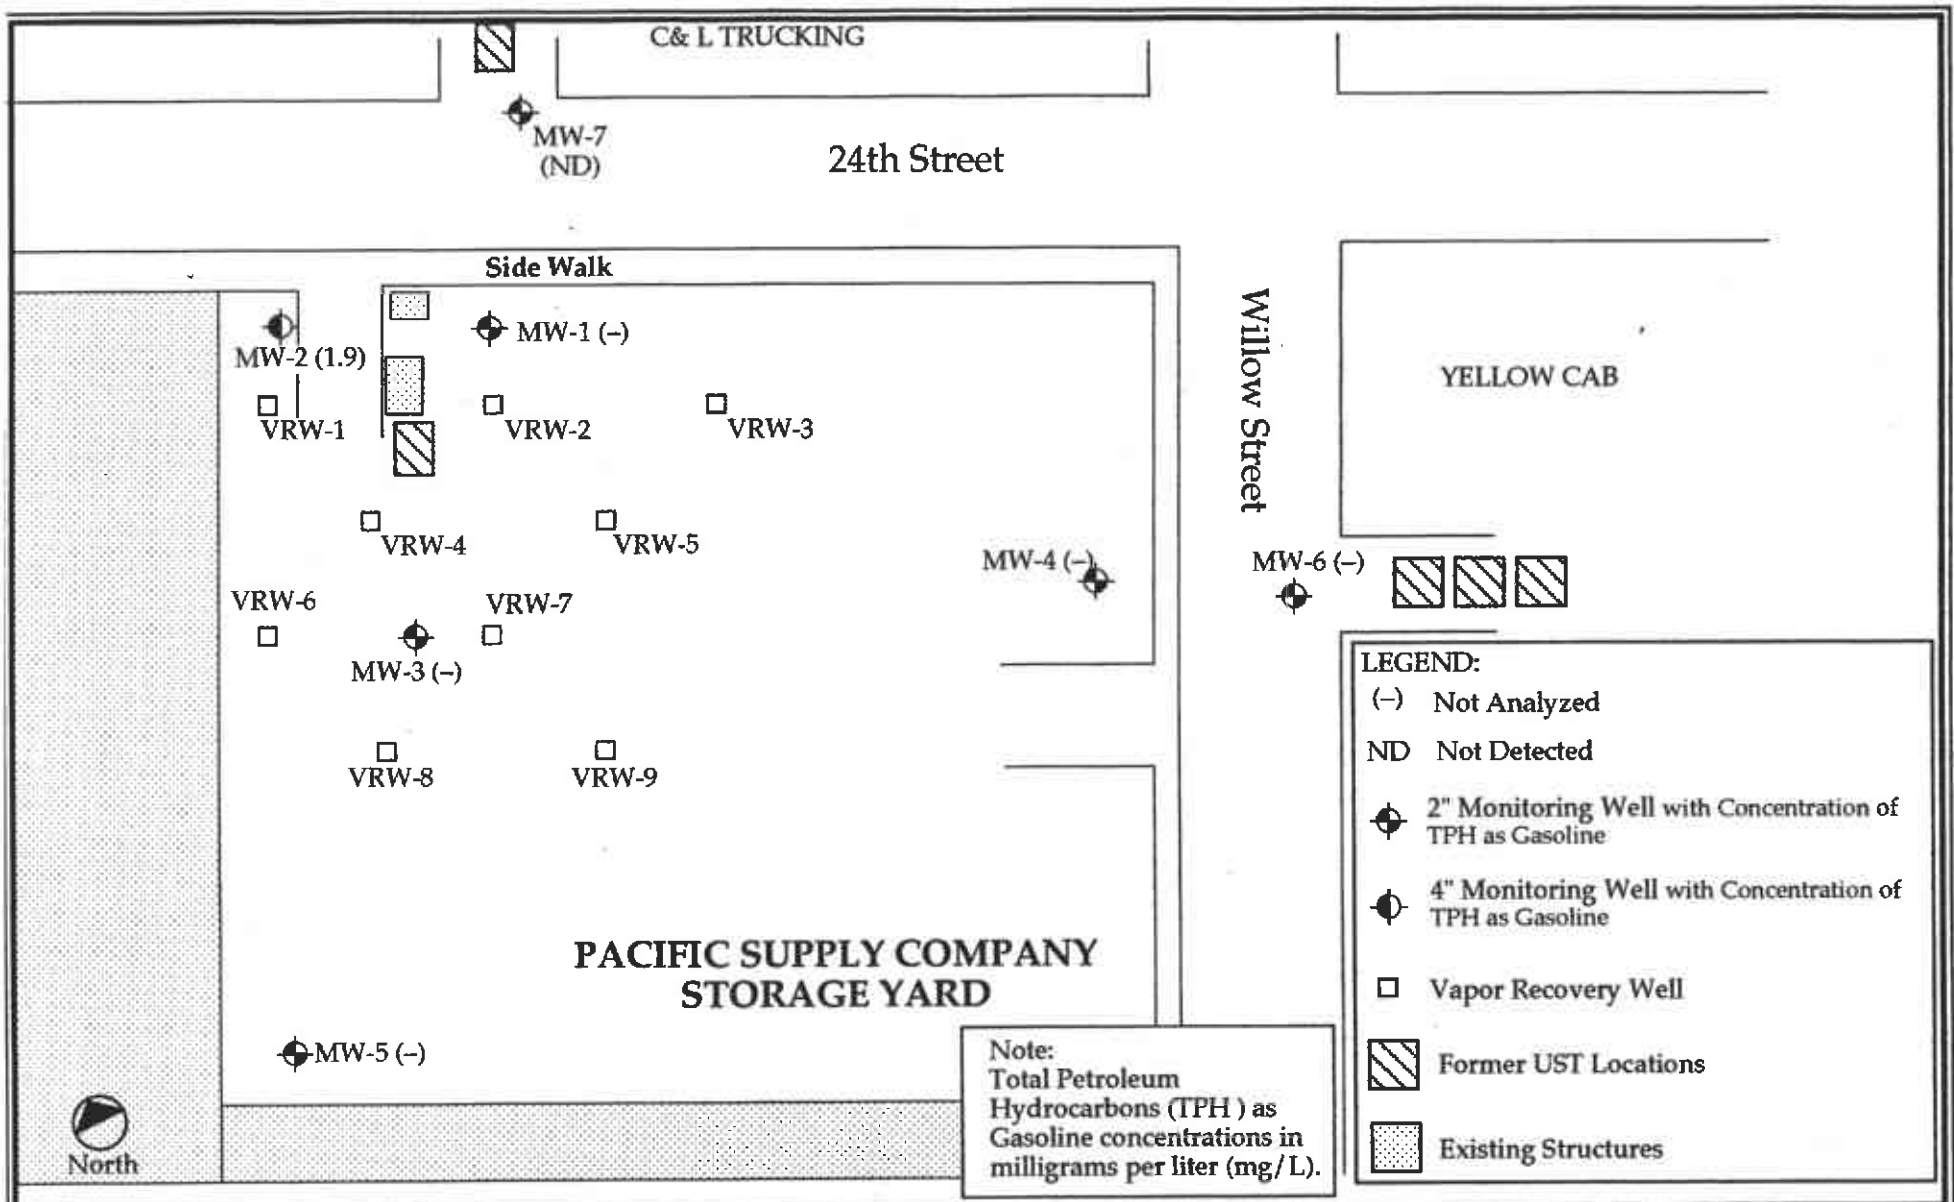 C& L TRUCKING
MW-7
(ND)
24th Street
Side Walk
MW-1 (–)
MW-2 (1.9)
VRW-1
VRW-2
VRW-3
Willow Street
YELLOW CAB
VRW-4
VRW-5
MW-4 (–)
MW-6 (–)
VRW-6
VRW-7
MW-3 (–)
VRW-8
VRW-9
PACIFIC SUPPLY COMPANY
STORAGE YARD
MW-5 (–)
North
Note:
Total Petroleum
Hydrocarbons (TPH ) as
Gasoline concentrations in
milligrams per liter (mg/L).
LEGEND:
(–) Not Analyzed
ND Not Detected
2" Monitoring Well with Concentration of
TPH as Gasoline
4" Monitoring Well with Concentration of
TPH as Gasoline
Vapor Recovery Well
Former UST Locations
Existing Structures